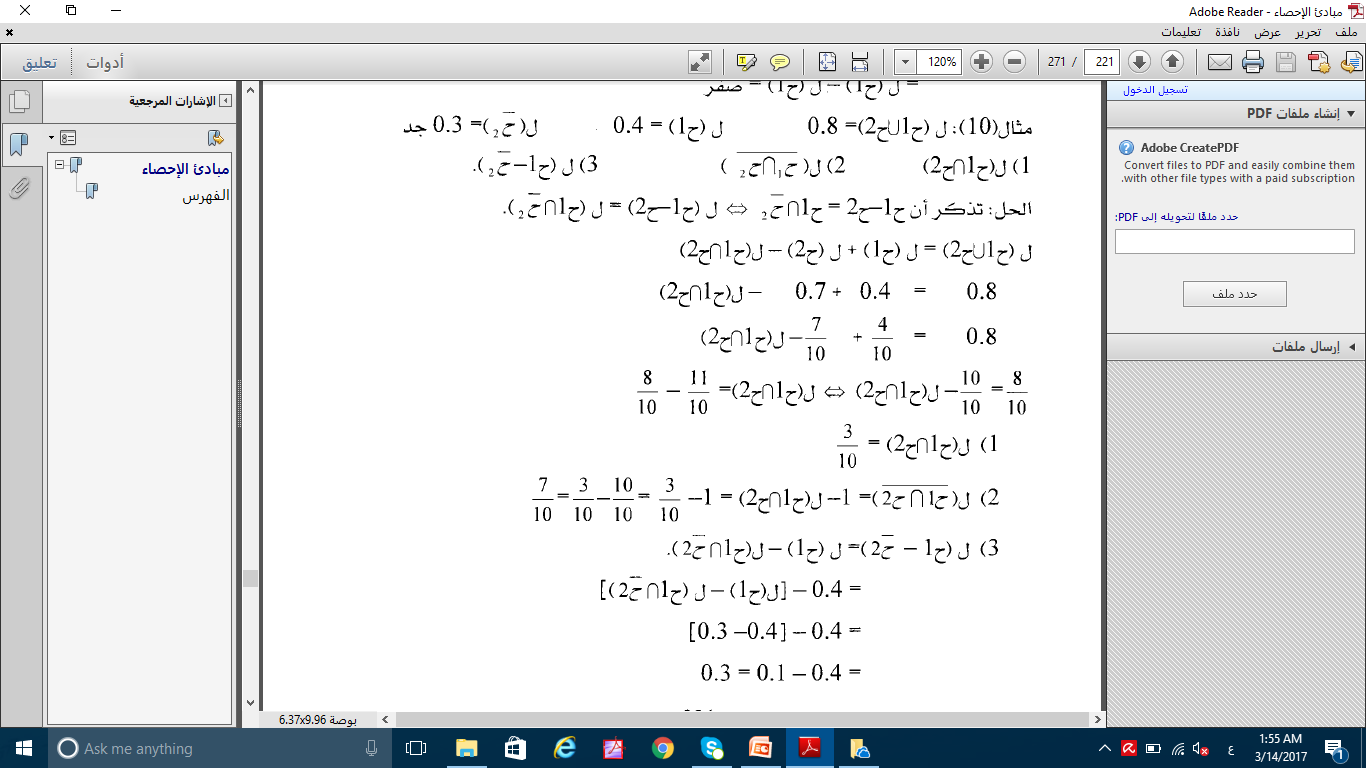 مبادئ الإحصاء - Adobe Reader
ملف تحرير عرض نافذة تعليمات
221 / 271 120% أدوات تعليق
تسجيل الدخول
إنشاء ملفات PDF
Adobe CreatePDF
Convert files to PDF and easily combine them
with other file types with a paid subscription.
حدد ملفًا لتحويله إلى PDF:
حدد ملف
إرسال ملفات
الإشارات المرجعية
مبادئ الإحصاء
الفهرس
= ل (ح1) − ل (ح1) = صفر
مثال(10): ل (ح1∪ح2)= 0.8 ل (ح1) = 0.4 ل(ح̅2)= 0.3 جد
1) ل(ح1∩ح2) 2) ل( ‾ح1∩ح2‾ ) 3) ل (ح1−ح̅2).
الحل: تذكر أن ح1−ح2 = ح1∩ح̅2 ⇔ ل (ح1−ح2) = ل (ح1∩ح̅2).
ل (ح1∪ح2) = ل (ح1) + ل (ح2) − ل(ح1∩ح2)
0.8 = 0.4 + 0.7 − ل(ح1∩ح2)
0.8 = 4/10 + 7/10 − ل(ح1∩ح2)
8/10 = 10/10 − ل(ح1∩ح2) ⇔ ل(ح1∩ح2)= 11/10 − 8/10
1) ل(ح1∩ح2) = 3/10
2) ل( ‾ح1∩ح2‾ )= 1− ل(ح1∩ح2) = 1− 3/10 = 10/10 − 3/10 = 7/10
3) ل (ح1 − ح̅2)= ل (ح1) − ل(ح1∩ح̅2).
= 0.4 − [ل(ح1) − ل (ح1∩ح̅2)]
= 0.4 − [0.4− 0.3]
= 0.4 − 0.1 = 0.3
6.37x9.96 بوصة
Ask me anything
ع
1:55 AM
3/14/2017
1